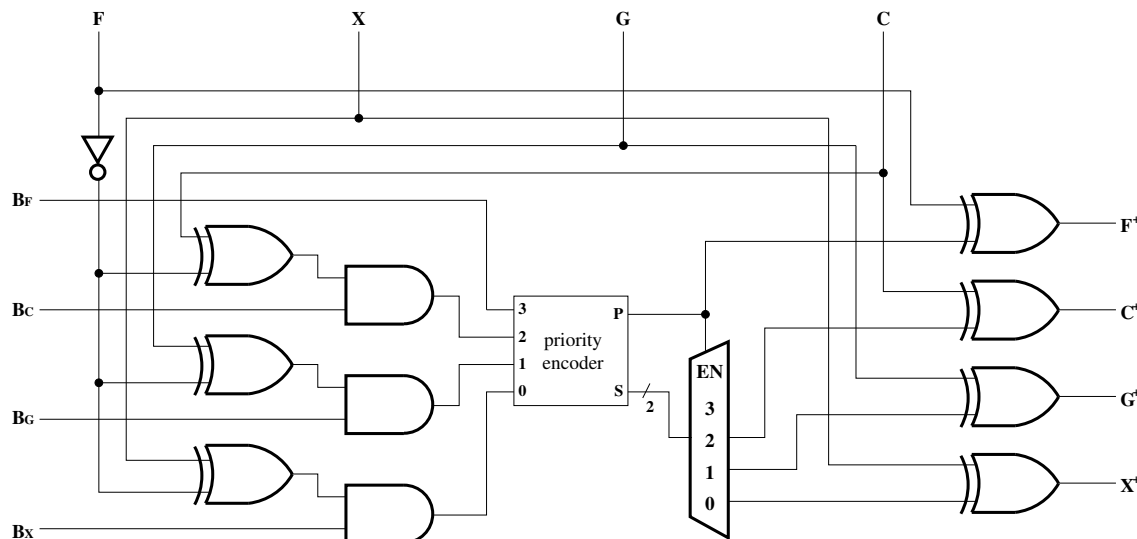 F X G C
BF
F+
3 P
BC
2 priority
C+
1 encoder
EN
0 S
2
3
G+
BG
2
1
0
X+
BX